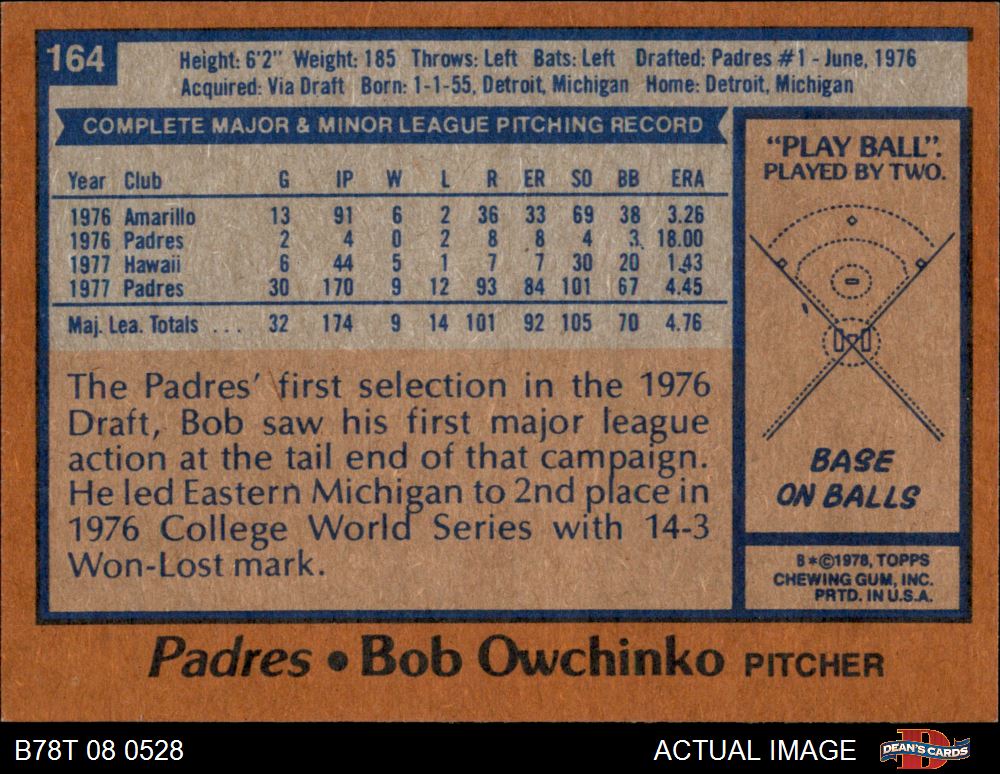 164
Height: 6'2" Weight: 185 Throws: Left Bats: Left Drafted: Padres #1 - June, 1976
Acquired: Via Draft Born: 1-1-55, Detroit, Michigan Home: Detroit, Michigan
COMPLETE MAJOR & MINOR LEAGUE PITCHING RECORD
Year Club G IP W L R ER SO BB ERA
1976 Amarillo 13 91 6 2 36 33 69 38 3.26
1976 Padres 2 4 0 2 8 8 4 3 18.00
1977 Hawaii 6 44 5 1 7 7 30 20 1.43
1977 Padres 30 170 9 12 93 84 101 67 4.45
Maj. Lea. Totals ... 32 174 9 14 101 92 105 70 4.76
The Padres' first selection in the 1976
Draft, Bob saw his first major league
action at the tail end of that campaign.
He led Eastern Michigan to 2nd place in
1976 College World Series with 14-3
Won-Lost mark.
"PLAY BALL".
PLAYED BY TWO.
BASE
ON BALLS
B*©1978, TOPPS
CHEWING GUM, INC.
PRTD. IN U.S.A.
Padres • Bob Owchinko PITCHER
B78T 08 0528
ACTUAL IMAGE
DEAN'S CARDS